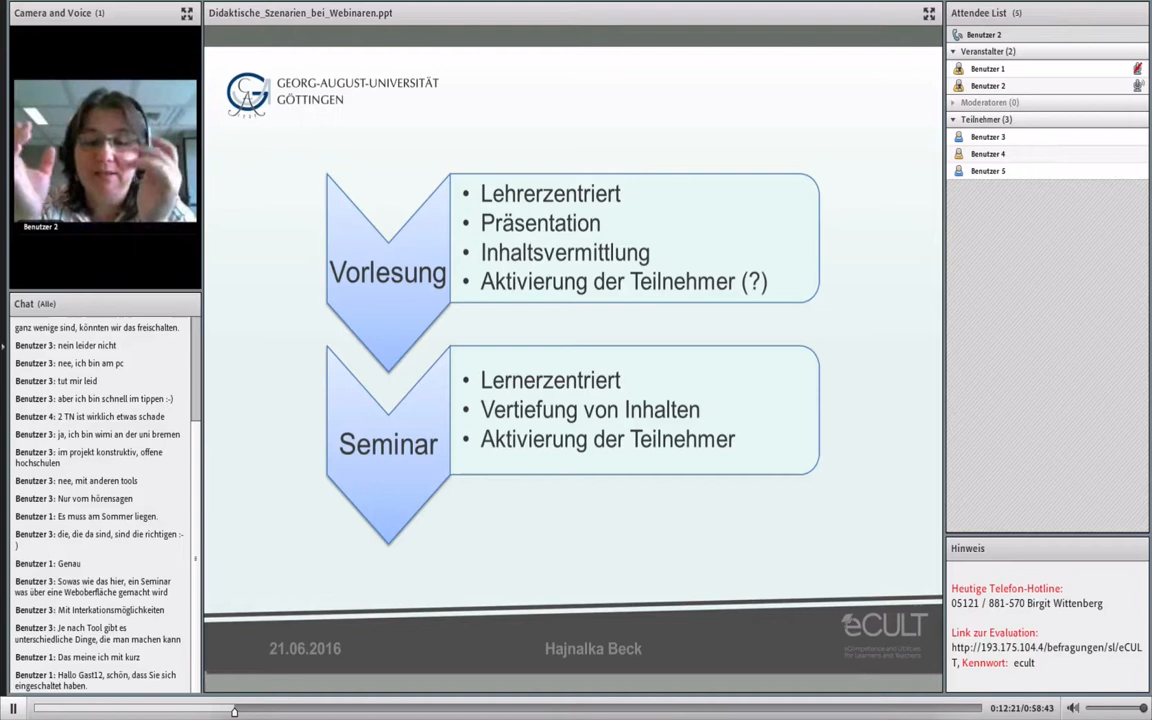 Camera and Voice (1)
Benutzer 2
Chat (Alle)
ganz wenige sind, könnten wir das freischalten.
Benutzer 3: nein leider nicht
Benutzer 3: nee, ich bin am pc
Benutzer 3: tut mir leid
Benutzer 3: aber ich bin schnell im tippen :-)
Benutzer 4: 2 TN ist wirklich etwas schade
Benutzer 3: ja, ich bin wimi an der uni bremen
Benutzer 3: im projekt konstruktiv, offene
hochschulen
Benutzer 3: nee, mit anderen tools
Benutzer 3: Nur vom hörensagen
Benutzer 1: Es muss am Sommer liegen.
Benutzer 3: die, die da sind, sind die richtigen :-
)
Benutzer 1: Genau
Benutzer 3: Sowas wie das hier, ein Seminar
was über eine Weboberfläche gemacht wird
Benutzer 3: Mit Interkationsmöglichkeiten
Benutzer 3: Je nach Tool gibt es
unterschiedliche Dinge, die man machen kann
Benutzer 1: Das meine ich mit kurz
Benutzer 1: Hallo Gast12, schön, dass Sie sich
eingeschaltet haben.
Didaktische_Szenarien_bei_Webinaren.ppt
GEORG-AUGUST-UNIVERSITÄT
GÖTTINGEN
Vorlesung
• Lehrerzentriert
• Präsentation
• Inhaltsvermittlung
• Aktivierung der Teilnehmer (?)
Seminar
• Lernerzentriert
• Vertiefung von Inhalten
• Aktivierung der Teilnehmer
21.06.2016
Hajnalka Beck
eCULT
Attendee List (5)
Benutzer 2
Veranstalter (2)
Benutzer 1
Benutzer 2
Moderatoren (0)
Teilnehmer (3)
Benutzer 3
Benutzer 4
Benutzer 5
Hinweis
Heutige Telefon-Hotline:
05121 / 881-570 Birgit Wittenberg
Link zur Evaluation:
http://193.175.104.4/befragungen/sl/eCUL
T, Kennwort: ecult
0:12:21/0:58:43